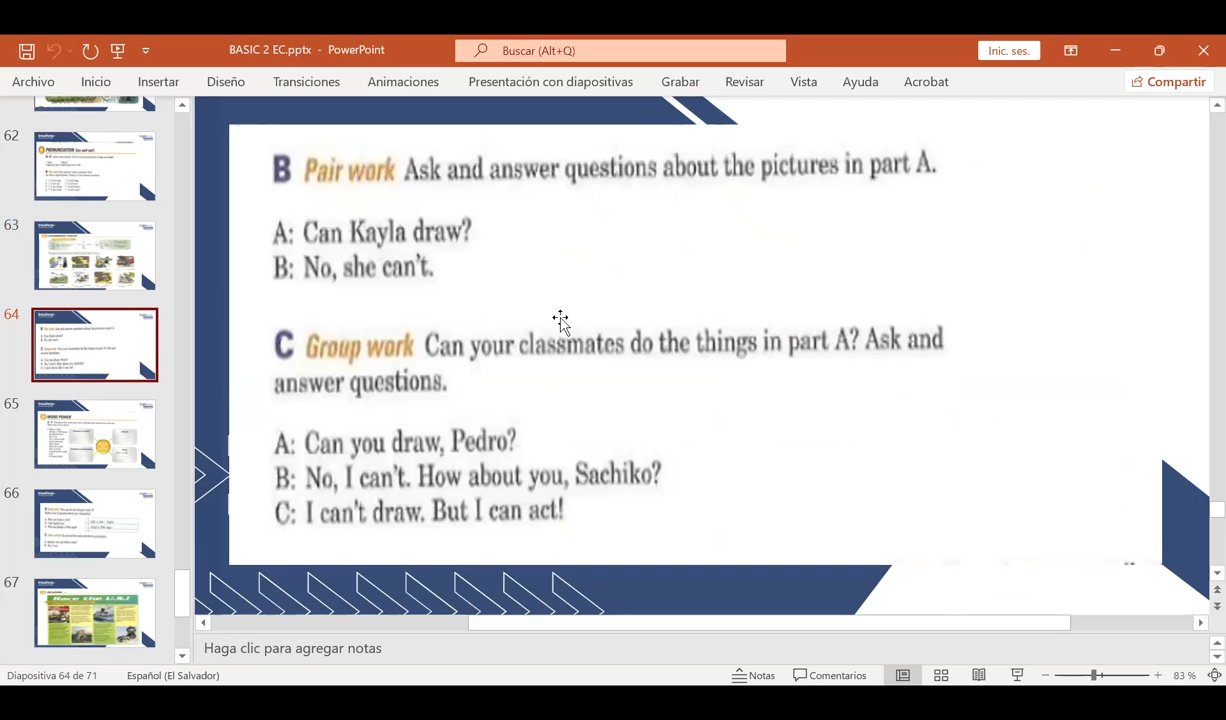 BASIC 2 EC.pptx - PowerPoint
Buscar (Alt+Q)
Inic. ses.
Archivo Inicio Insertar Diseño Transiciones Animaciones Presentación con diapositivas Grabar Revisar Vista Ayuda Acrobat Compartir
62
63
64
65
66
67
B Pair work Ask and answer questions about the pictures in part A.
A: Can Kayla draw?
B: No, she can't.
C Group work Can your classmates do the things in part A? Ask and
answer questions.
A: Can you draw, Pedro?
B: No, I can't. How about you, Sachiko?
C: I can't draw. But I can act!
Haga clic para agregar notas
Diapositiva 64 de 71 Español (El Salvador) Notas Comentarios 83 %